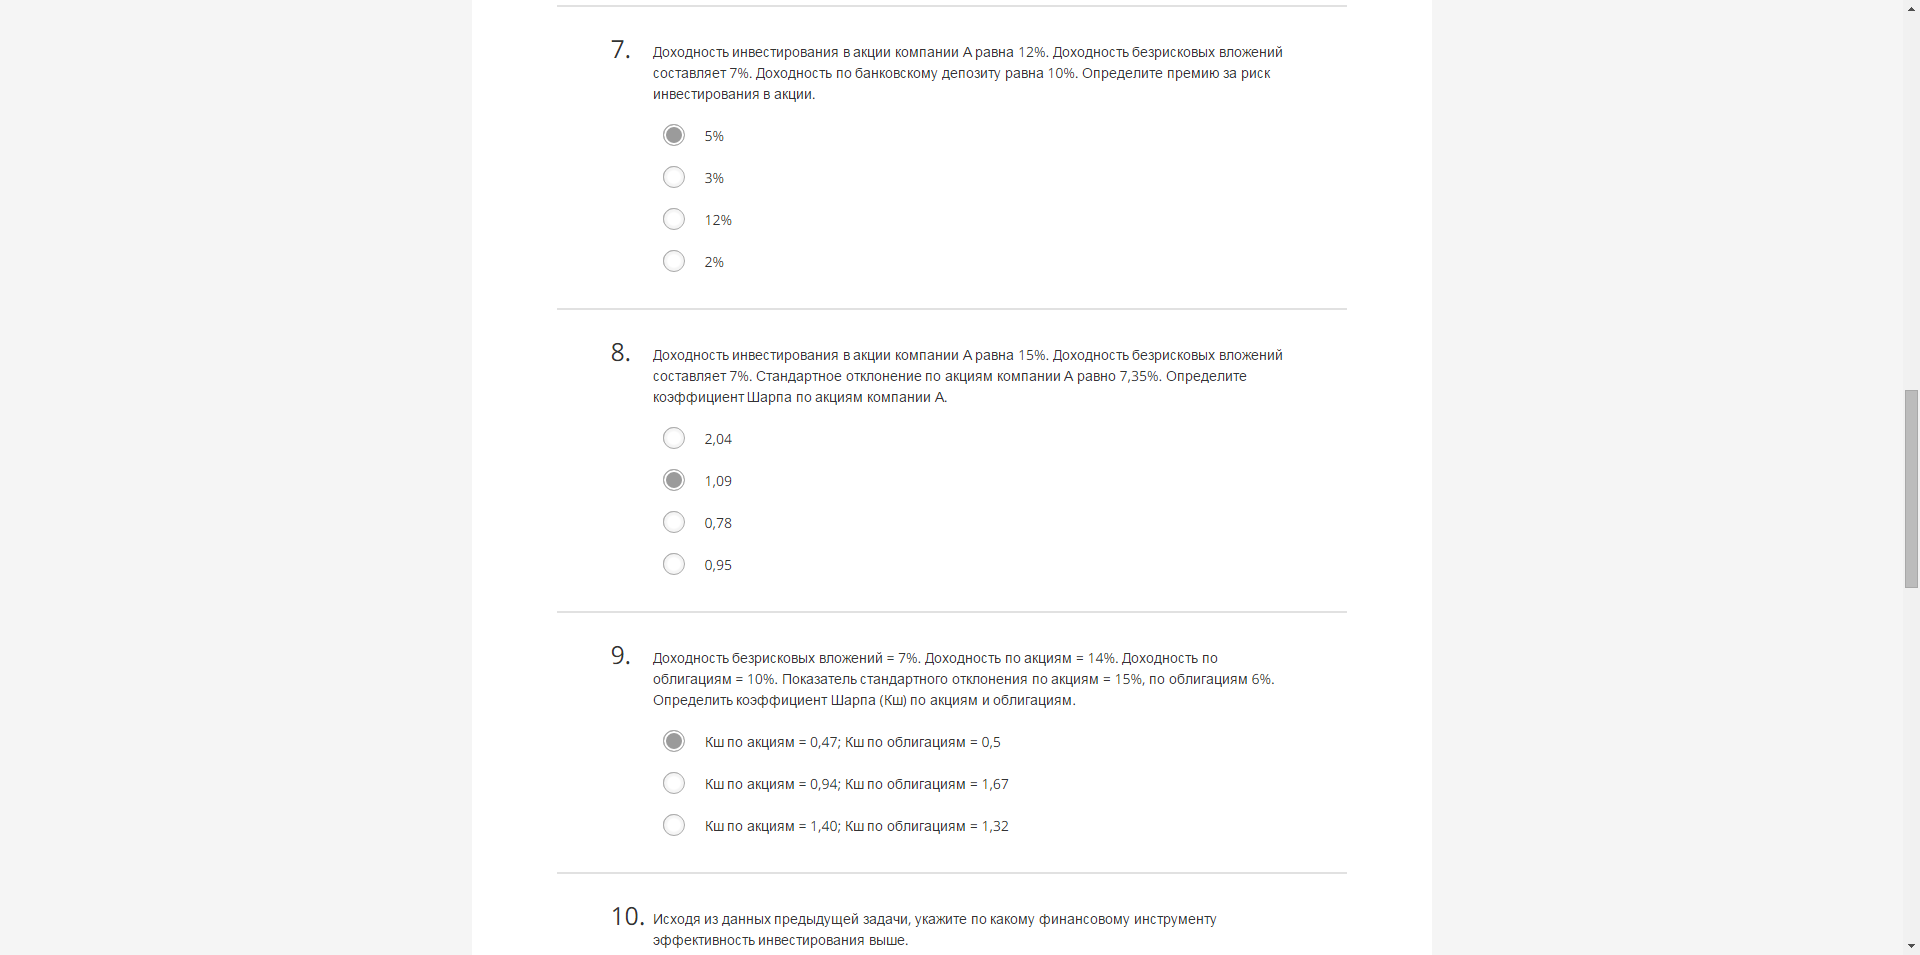 7.
Доходность инвестирования в акции компании А равна 12%. Доходность безрисковых вложений
составляет 7%. Доходность по банковскому депозиту равна 10%. Определите премию за риск
инвестирования в акции.
5%
3%
12%
2%
8.
Доходность инвестирования в акции компании А равна 15%. Доходность безрисковых вложений
составляет 7%. Стандартное отклонение по акциям компании А равно 7,35%. Определите
коэффициент Шарпа по акциям компании А.
2,04
1,09
0,78
0,95
9.
Доходность безрисковых вложений = 7%. Доходность по акциям = 14%. Доходность по
облигациям = 10%. Показатель стандартного отклонения по акциям = 15%, по облигациям 6%.
Определить коэффициент Шарпа (Кш) по акциям и облигациям.
Кш по акциям = 0,47; Кш по облигациям = 0,5
Кш по акциям = 0,94; Кш по облигациям = 1,67
Кш по акциям = 1,40; Кш по облигациям = 1,32
10.
Исходя из данных предыдущей задачи, укажите по какому финансовому инструменту
эффективность инвестирования выше.